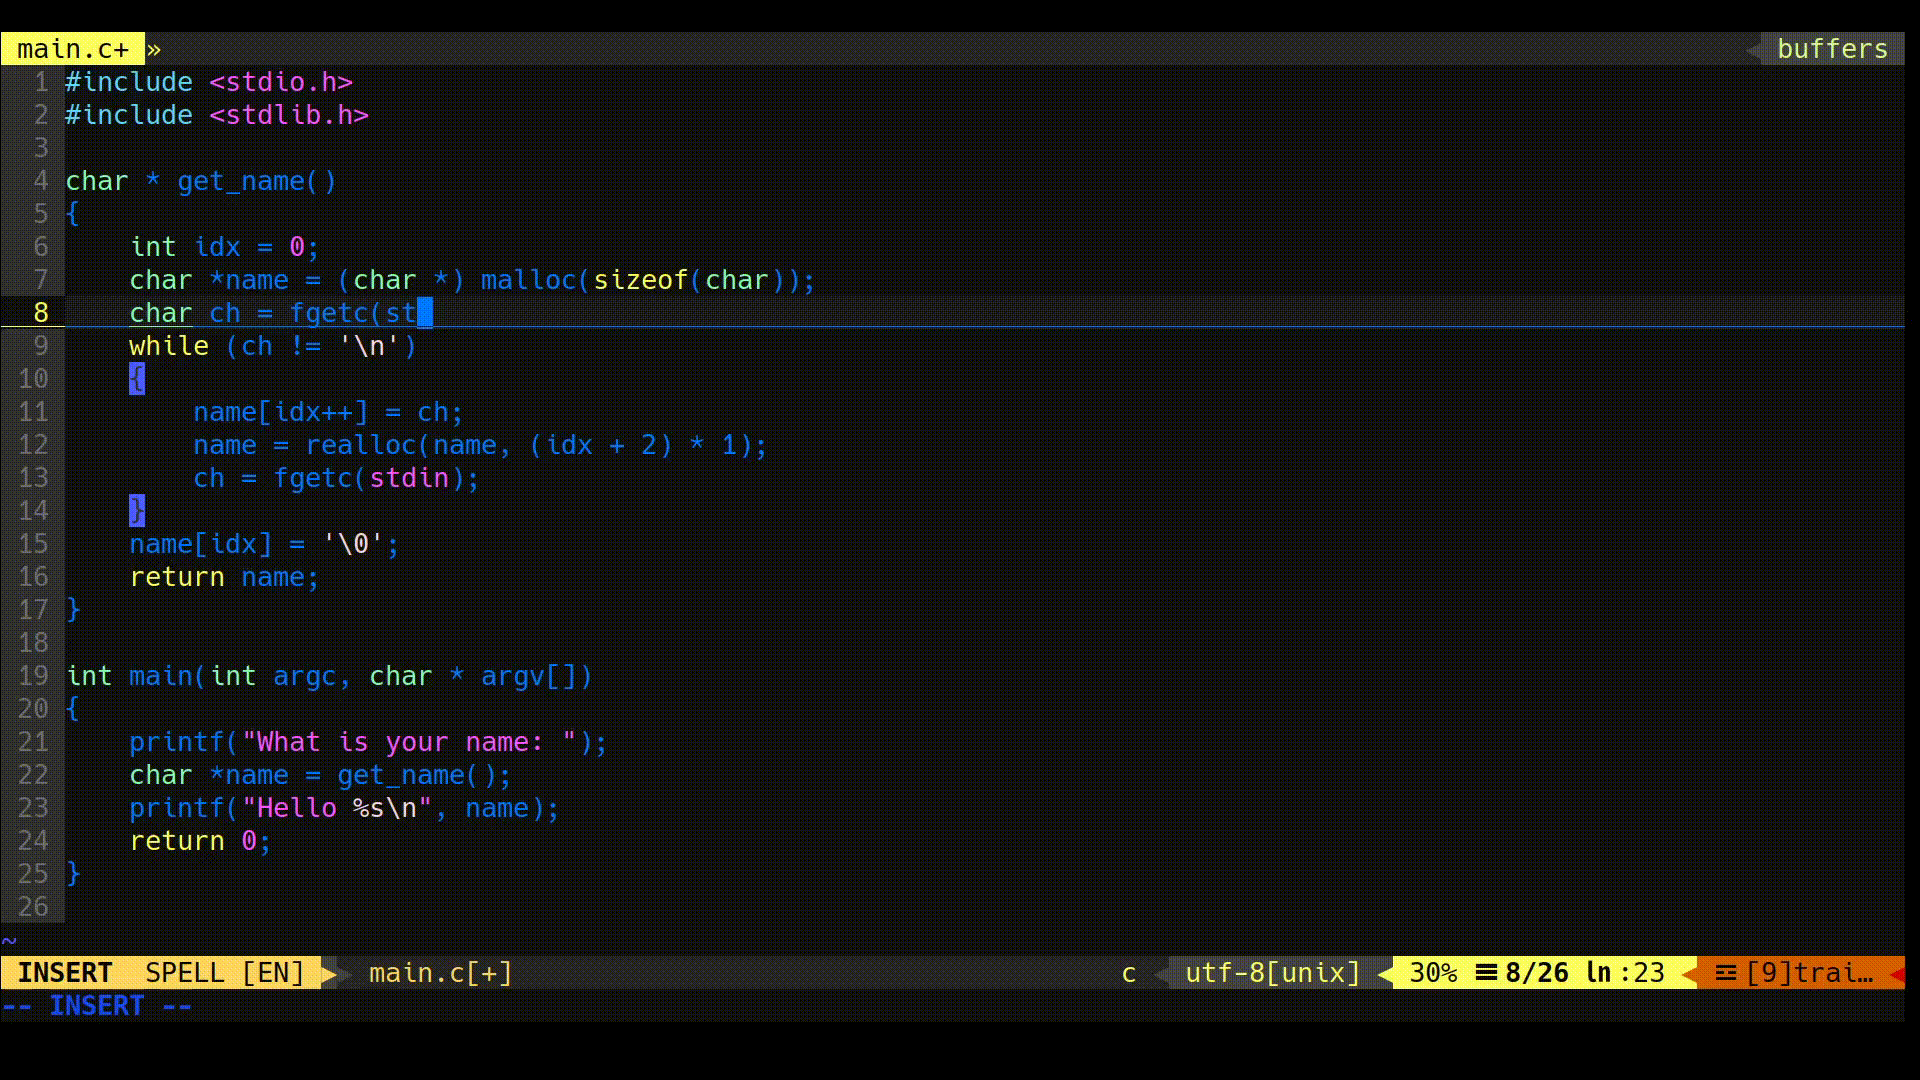 main.c+ » buffers
1 #include <stdio.h>
2 #include <stdlib.h>
3
4 char * get_name()
5 {
6     int idx = 0;
7     char *name = (char *) malloc(sizeof(char));
8     char ch = fgetc(st
9     while (ch != '\n')
10     {
11         name[idx++] = ch;
12         name = realloc(name, (idx + 2) * 1);
13         ch = fgetc(stdin);
14     }
15     name[idx] = '\0';
16     return name;
17 }
18
19 int main(int argc, char * argv[])
20 {
21     printf("What is your name: ");
22     char *name = get_name();
23     printf("Hello %s\n", name);
24     return 0;
25 }
26
~
INSERT SPELL [EN] main.c[+] c utf-8[unix] 30% ☰ 8/26 ln :23 ☲ [9]trai…
-- INSERT --